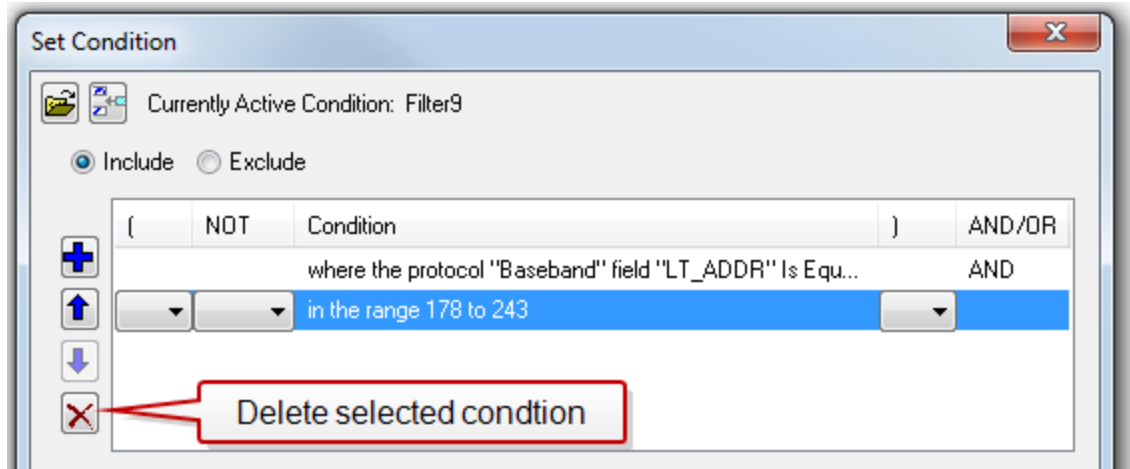 Set Condition
Currently Active Condition: Filter9
Include Exclude
( NOT Condition ) AND/OR
where the protocol "Baseband" field "LT_ADDR" Is Equ... AND
in the range 178 to 243
Delete selected condtion